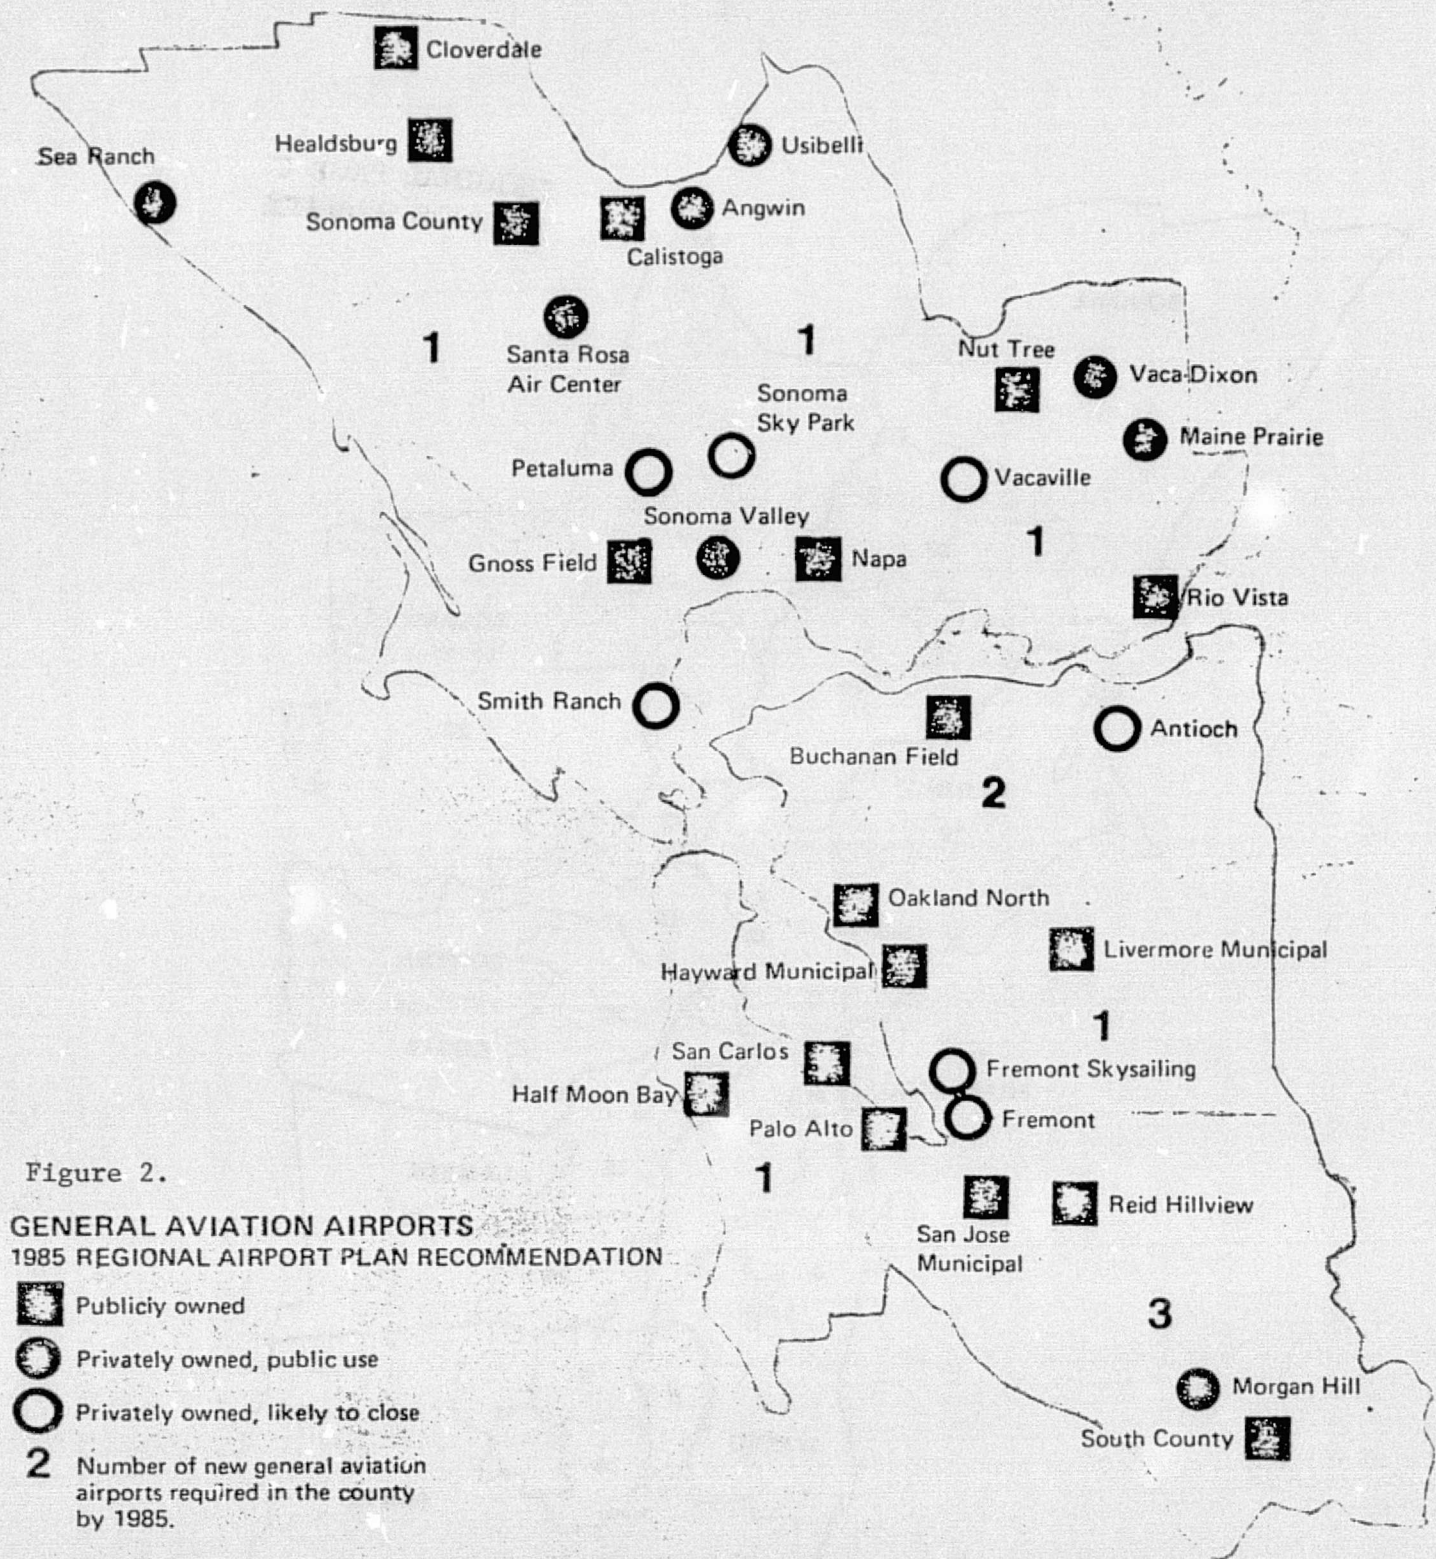 Cloverdale
Healdsburg
Usibelli
Sea Ranch
Angwin
Sonoma County
Calistoga
1
1
Santa Rosa
Air Center
Nut Tree
Vaca-Dixon
Sonoma
Sky Park
Maine Prairie
Petaluma
Vacaville
Sonoma Valley
1
Gnoss Field
Napa
Rio Vista
Smith Ranch
Antioch
Buchanan Field
2
Oakland North
Livermore Municipal
Hayward Municipal
1
San Carlos
Fremont Skysailing
Half Moon Bay
Fremont
Palo Alto
1
Reid Hillview
San Jose
Municipal
3
Morgan Hill
South County
Figure 2.
GENERAL AVIATION AIRPORTS
1985 REGIONAL AIRPORT PLAN RECOMMENDATION
Publicly owned
Privately owned, public use
Privately owned, likely to close
2 Number of new general aviation
airports required in the county
by 1985.